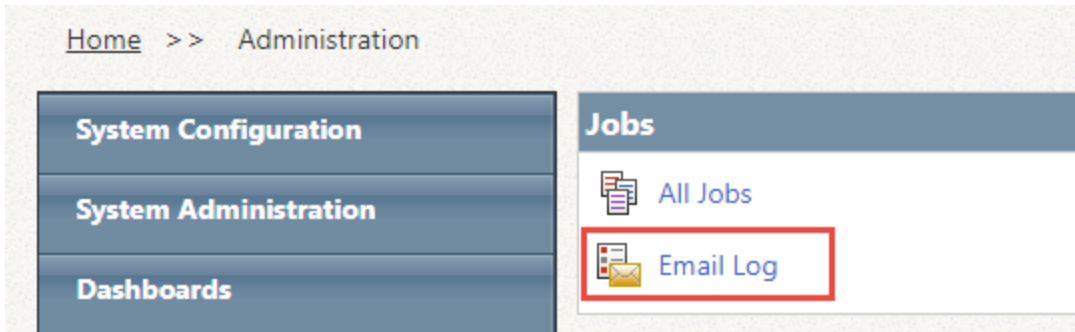 Home >> Administration
System Configuration
System Administration
Dashboards
Jobs
All Jobs
Email Log